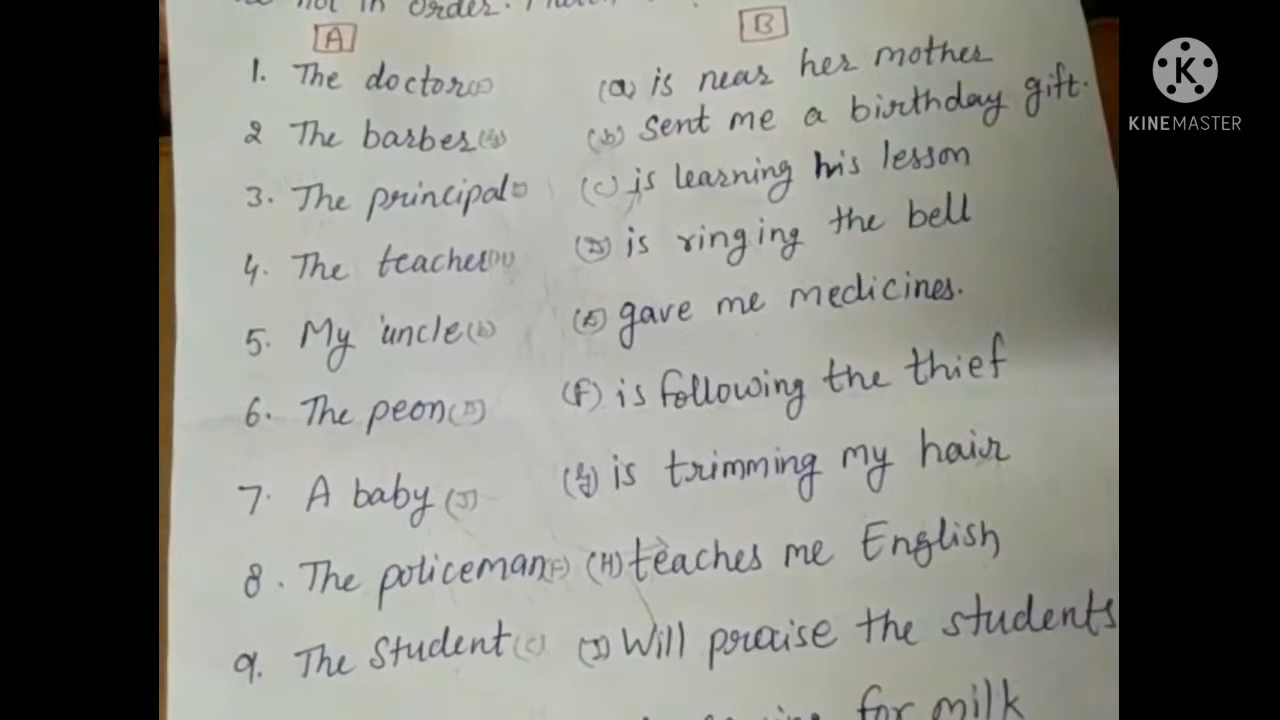 not in order.
A B
1. The doctor (a) is near her mother
2 The barber (g) (b) sent me a birthday gift.
3. The principal (c) is learning his lesson
4. The teacher (H) (D) is ringing the bell
5. My uncle (b) (E) gave me medicines.
6. The peon (D) (F) is following the thief
7. A baby (J) (g) is trimming my hair
8. The policeman (F) (H) teaches me English
9. The Student (c) Will praise the students
for milk
K
KINEMASTER